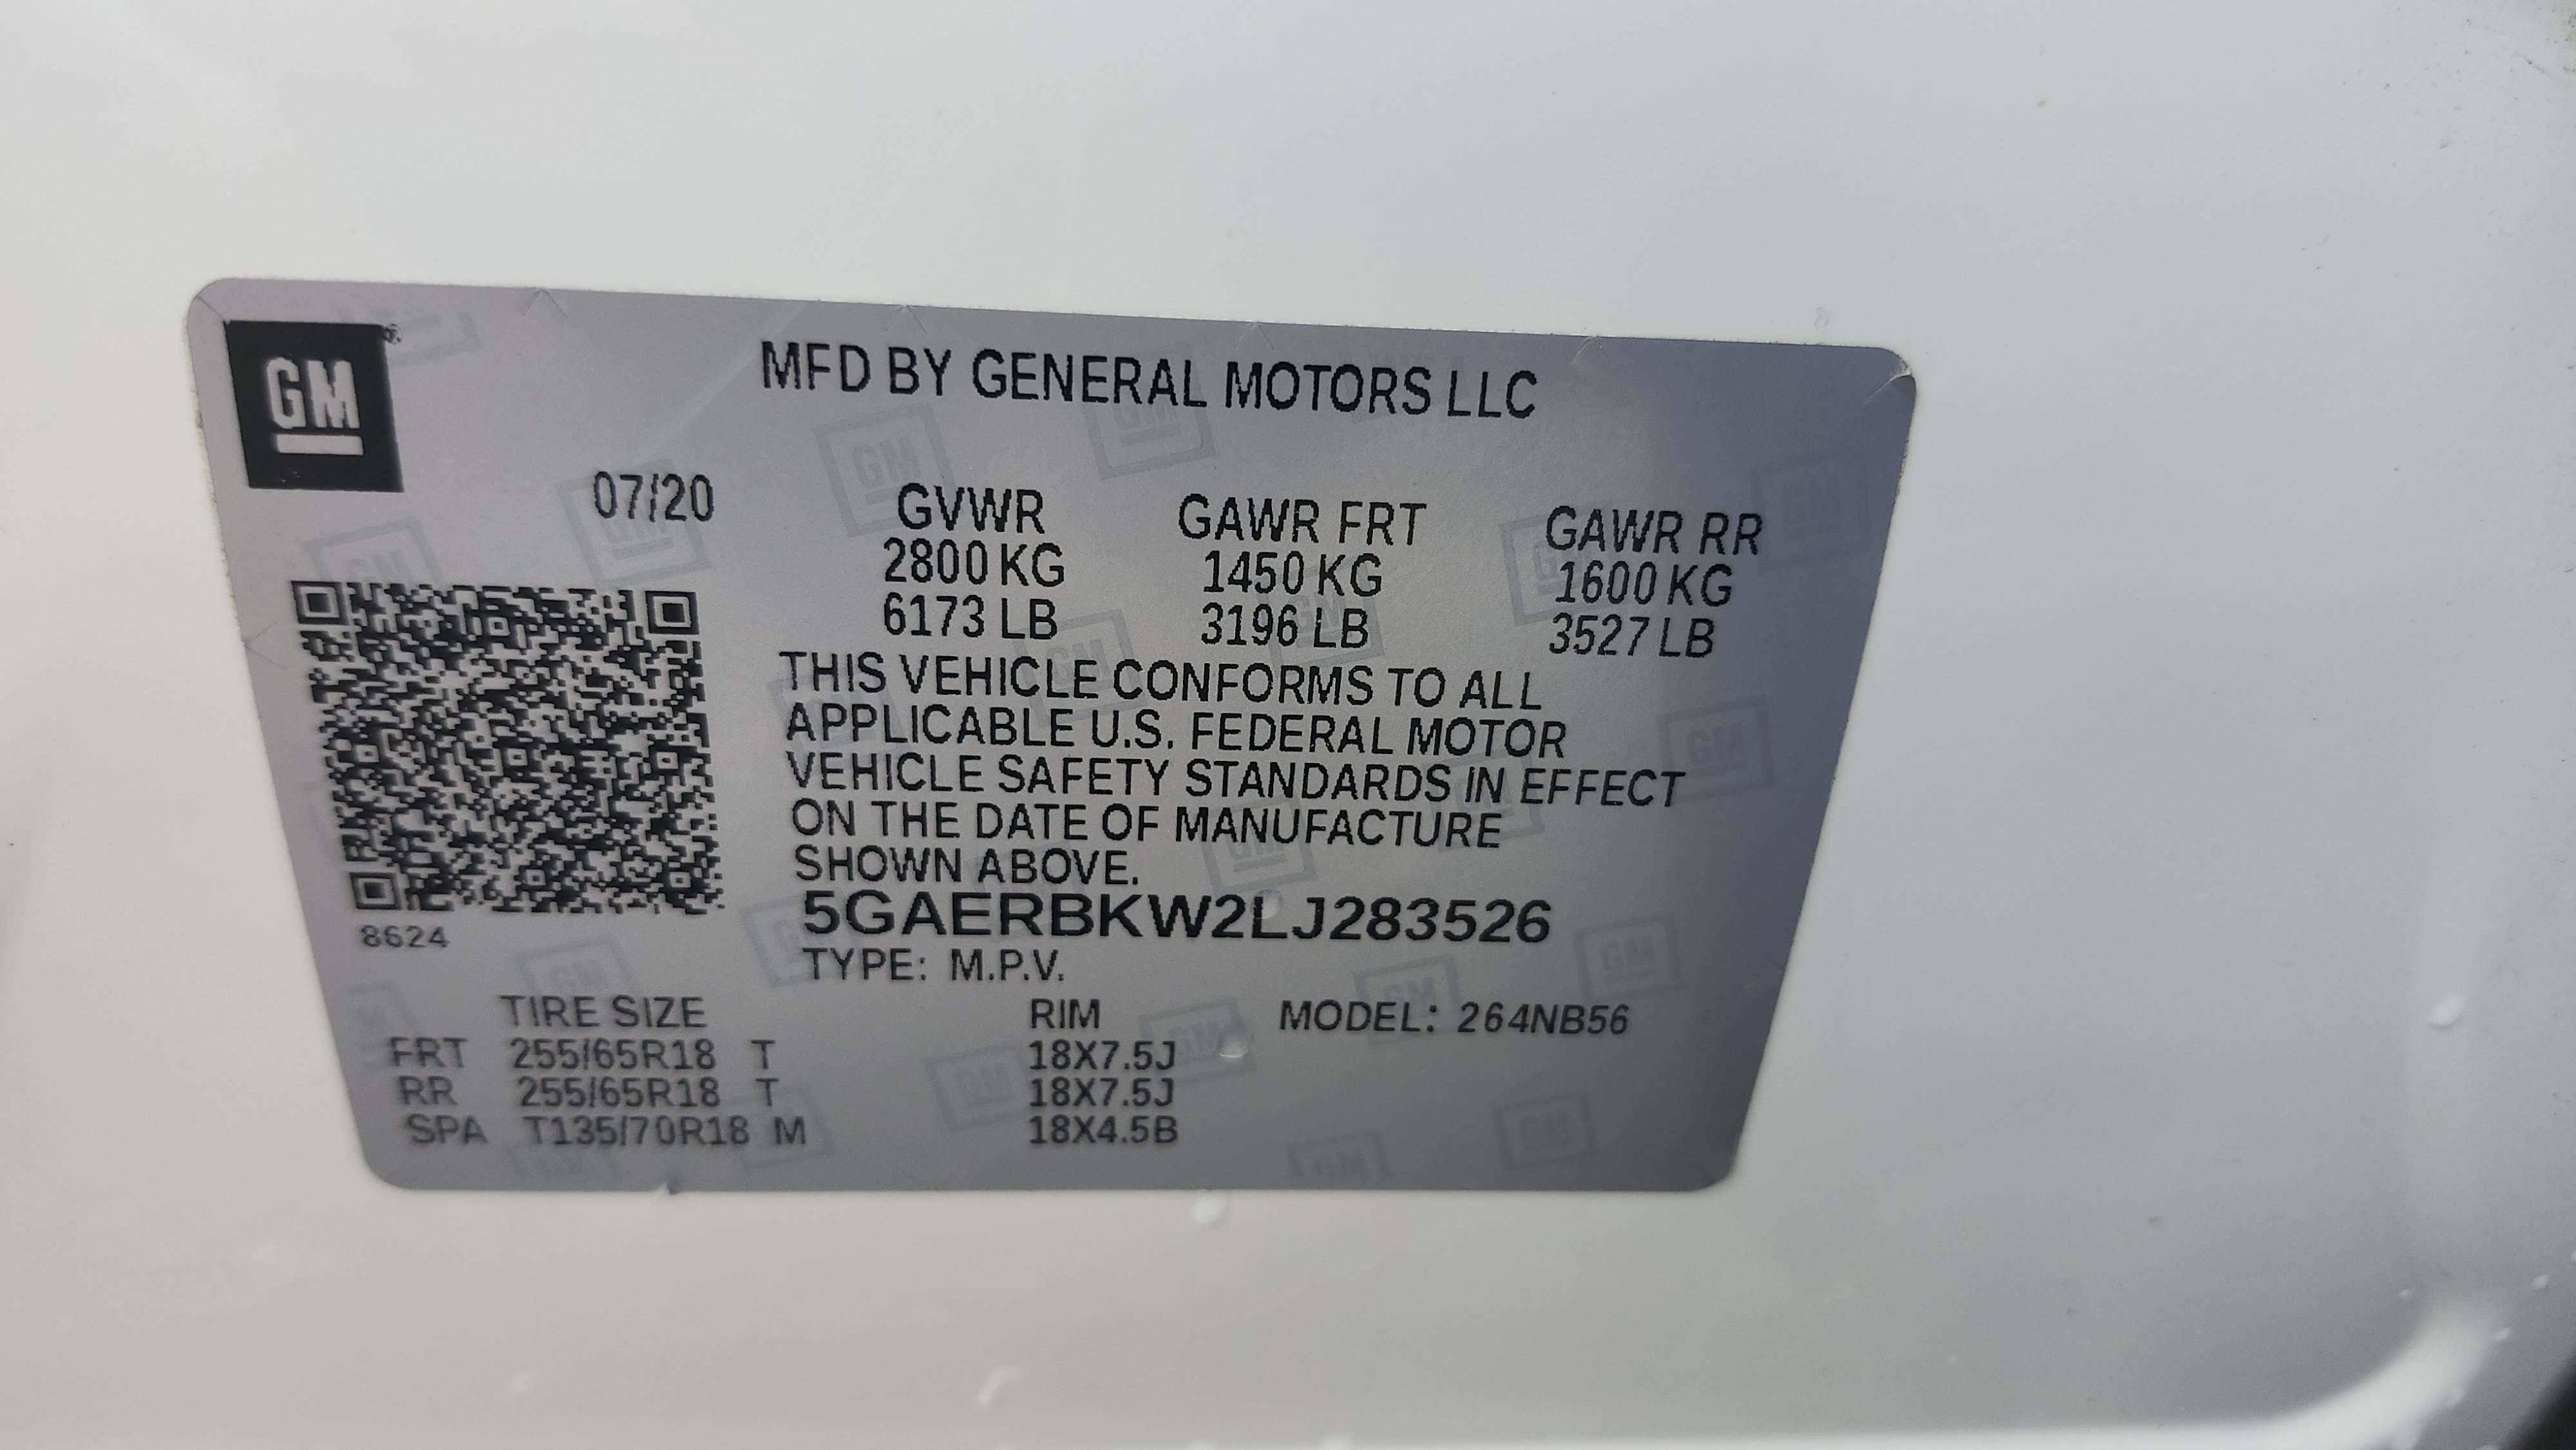 GM
MFD BY GENERAL MOTORS LLC
07/20
GVWR GAWR FRT GAWR RR
2800 KG 1450 KG 1600 KG
6173 LB 3196 LB 3527 LB
THIS VEHICLE CONFORMS TO ALL
APPLICABLE U.S. FEDERAL MOTOR
VEHICLE SAFETY STANDARDS IN EFFECT
ON THE DATE OF MANUFACTURE
SHOWN ABOVE.
5GAERBKW2LJ283526
8624
TYPE: M.P.V.
TIRE SIZE RIM MODEL: 264NB56
FRT 255/65R18 T 18X7.5J
RR 255/65R18 T 18X7.5J
SPA T135/70R18 M 18X4.5B